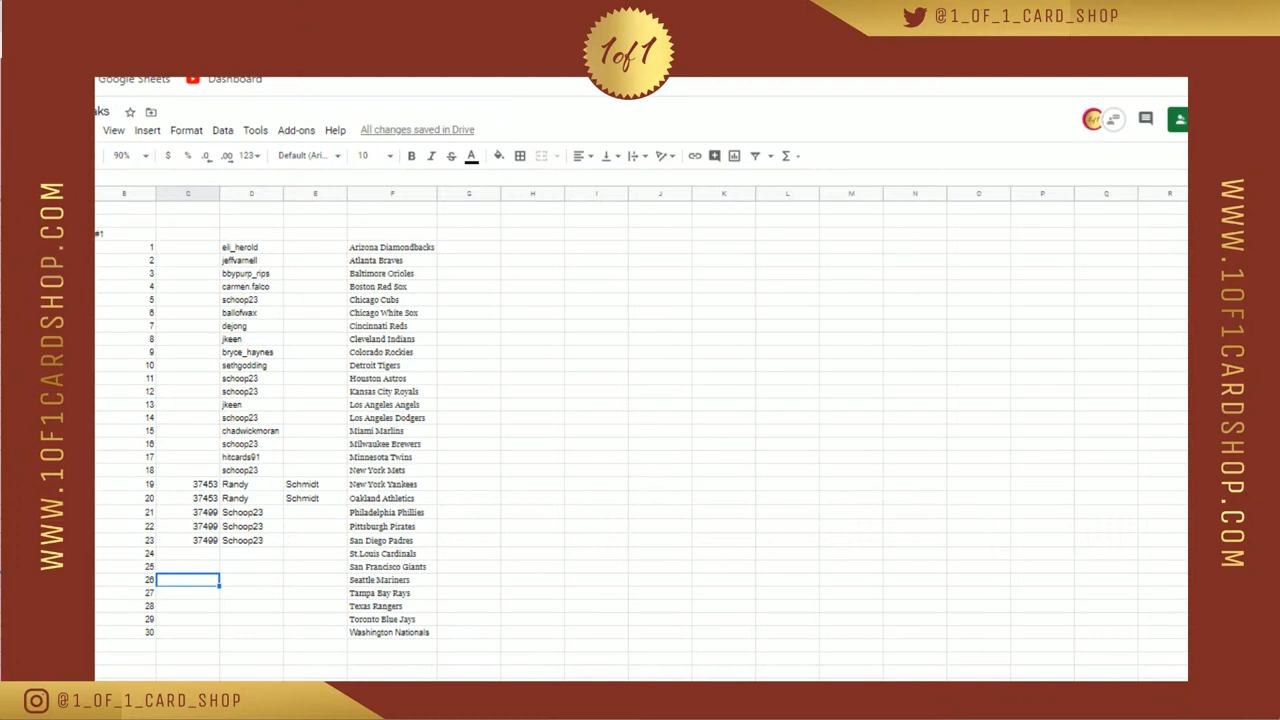 @1_OF_1_CARD_SHOP
1of1
Google Sheets Dashboard
aks
View Insert Format Data Tools Add-ons Help All changes saved in Drive
90% $ % .0 .00 123 Default (Ari... 10 B I S A
B C D E F G H I J K L M N O P Q R
#1
1 eli_herold Arizona Diamondbacks
2 jeffvarnell Atlanta Braves
3 bbypurp_rips Baltimore Orioles
4 carmen.falco Boston Red Sox
5 schoop23 Chicago Cubs
6 ballofwax Chicago White Sox
7 dejong Cincinnati Reds
8 jkeen Cleveland Indians
9 bryce_haynes Colorado Rockies
10 sethgodding Detroit Tigers
11 schoop23 Houston Astros
12 schoop23 Kansas City Royals
13 jkeen Los Angeles Angels
14 schoop23 Los Angeles Dodgers
15 chadwickmoran Miami Marlins
16 schoop23 Milwaukee Brewers
17 hitcards91 Minnesota Twins
18 schoop23 New York Mets
19 37453 Randy Schmidt New York Yankees
20 37453 Randy Schmidt Oakland Athletics
21 37499 Schoop23 Philadelphia Phillies
22 37499 Schoop23 Pittsburgh Pirates
23 37499 Schoop23 San Diego Padres
24 St.Louis Cardinals
25 San Francisco Giants
26 Seattle Mariners
27 Tampa Bay Rays
28 Texas Rangers
29 Toronto Blue Jays
30 Washington Nationals
WWW.1OF1CARDSHOP.COM
WWW.1OF1CARDSHOP.COM
@1_OF_1_CARD_SHOP